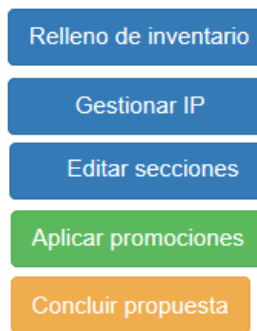 Relleno de inventario
Gestionar IP
Editar secciones
Aplicar promociones
Concluir propuesta